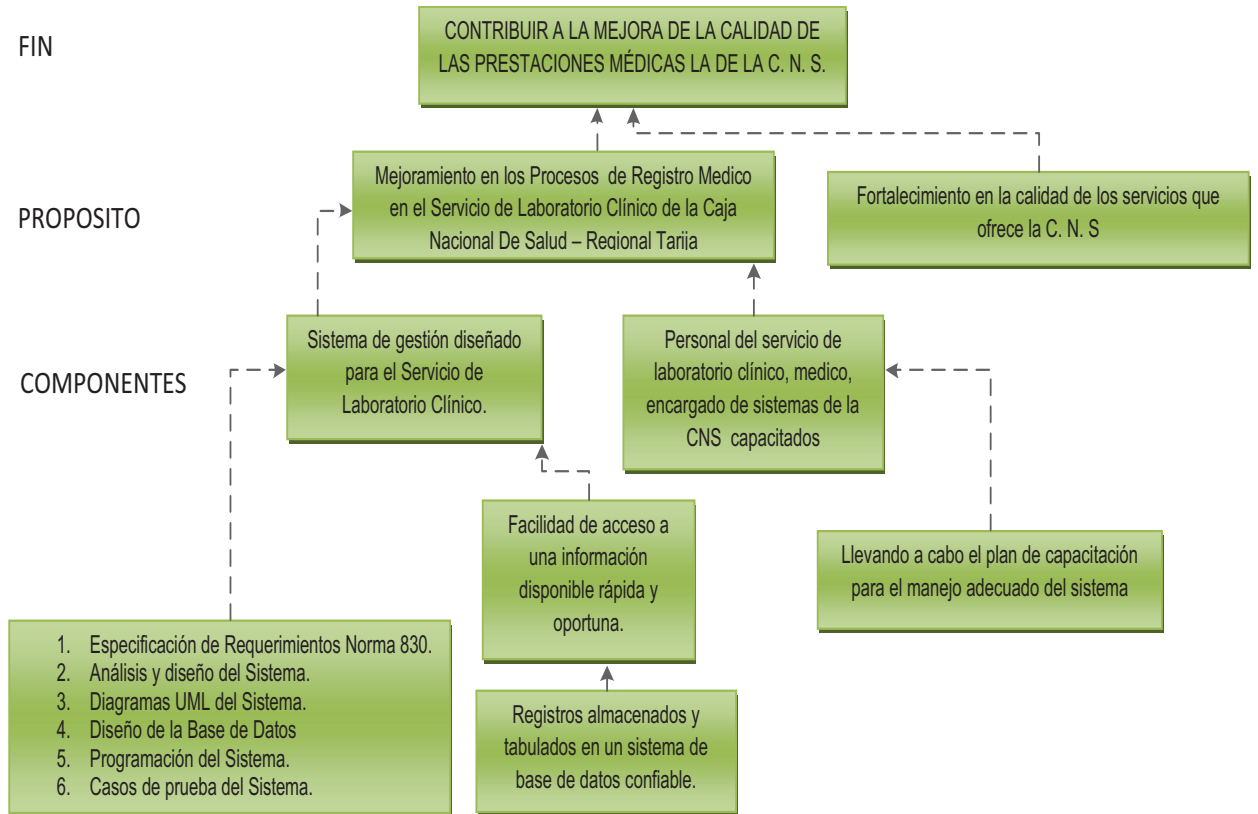 FIN
CONTRIBUIR A LA MEJORA DE LA CALIDAD DE
LAS PRESTACIONES MÉDICAS LA DE LA C. N. S.
PROPOSITO
Mejoramiento en los Procesos de Registro Medico
en el Servicio de Laboratorio Clínico de la Caja
Nacional De Salud – Regional Tarija
Fortalecimiento en la calidad de los servicios que
ofrece la C. N. S
COMPONENTES
Sistema de gestión diseñado
para el Servicio de
Laboratorio Clínico.
Personal del servicio de
laboratorio clínico, medico,
encargado de sistemas de la
CNS capacitados
Facilidad de acceso a
una información
disponible rápida y
oportuna.
Llevando a cabo el plan de capacitación
para el manejo adecuado del sistema
1. Especificación de Requerimientos Norma 830.
2. Análisis y diseño del Sistema.
3. Diagramas UML del Sistema.
4. Diseño de la Base de Datos
5. Programación del Sistema.
6. Casos de prueba del Sistema.
Registros almacenados y
tabulados en un sistema de
base de datos confiable.